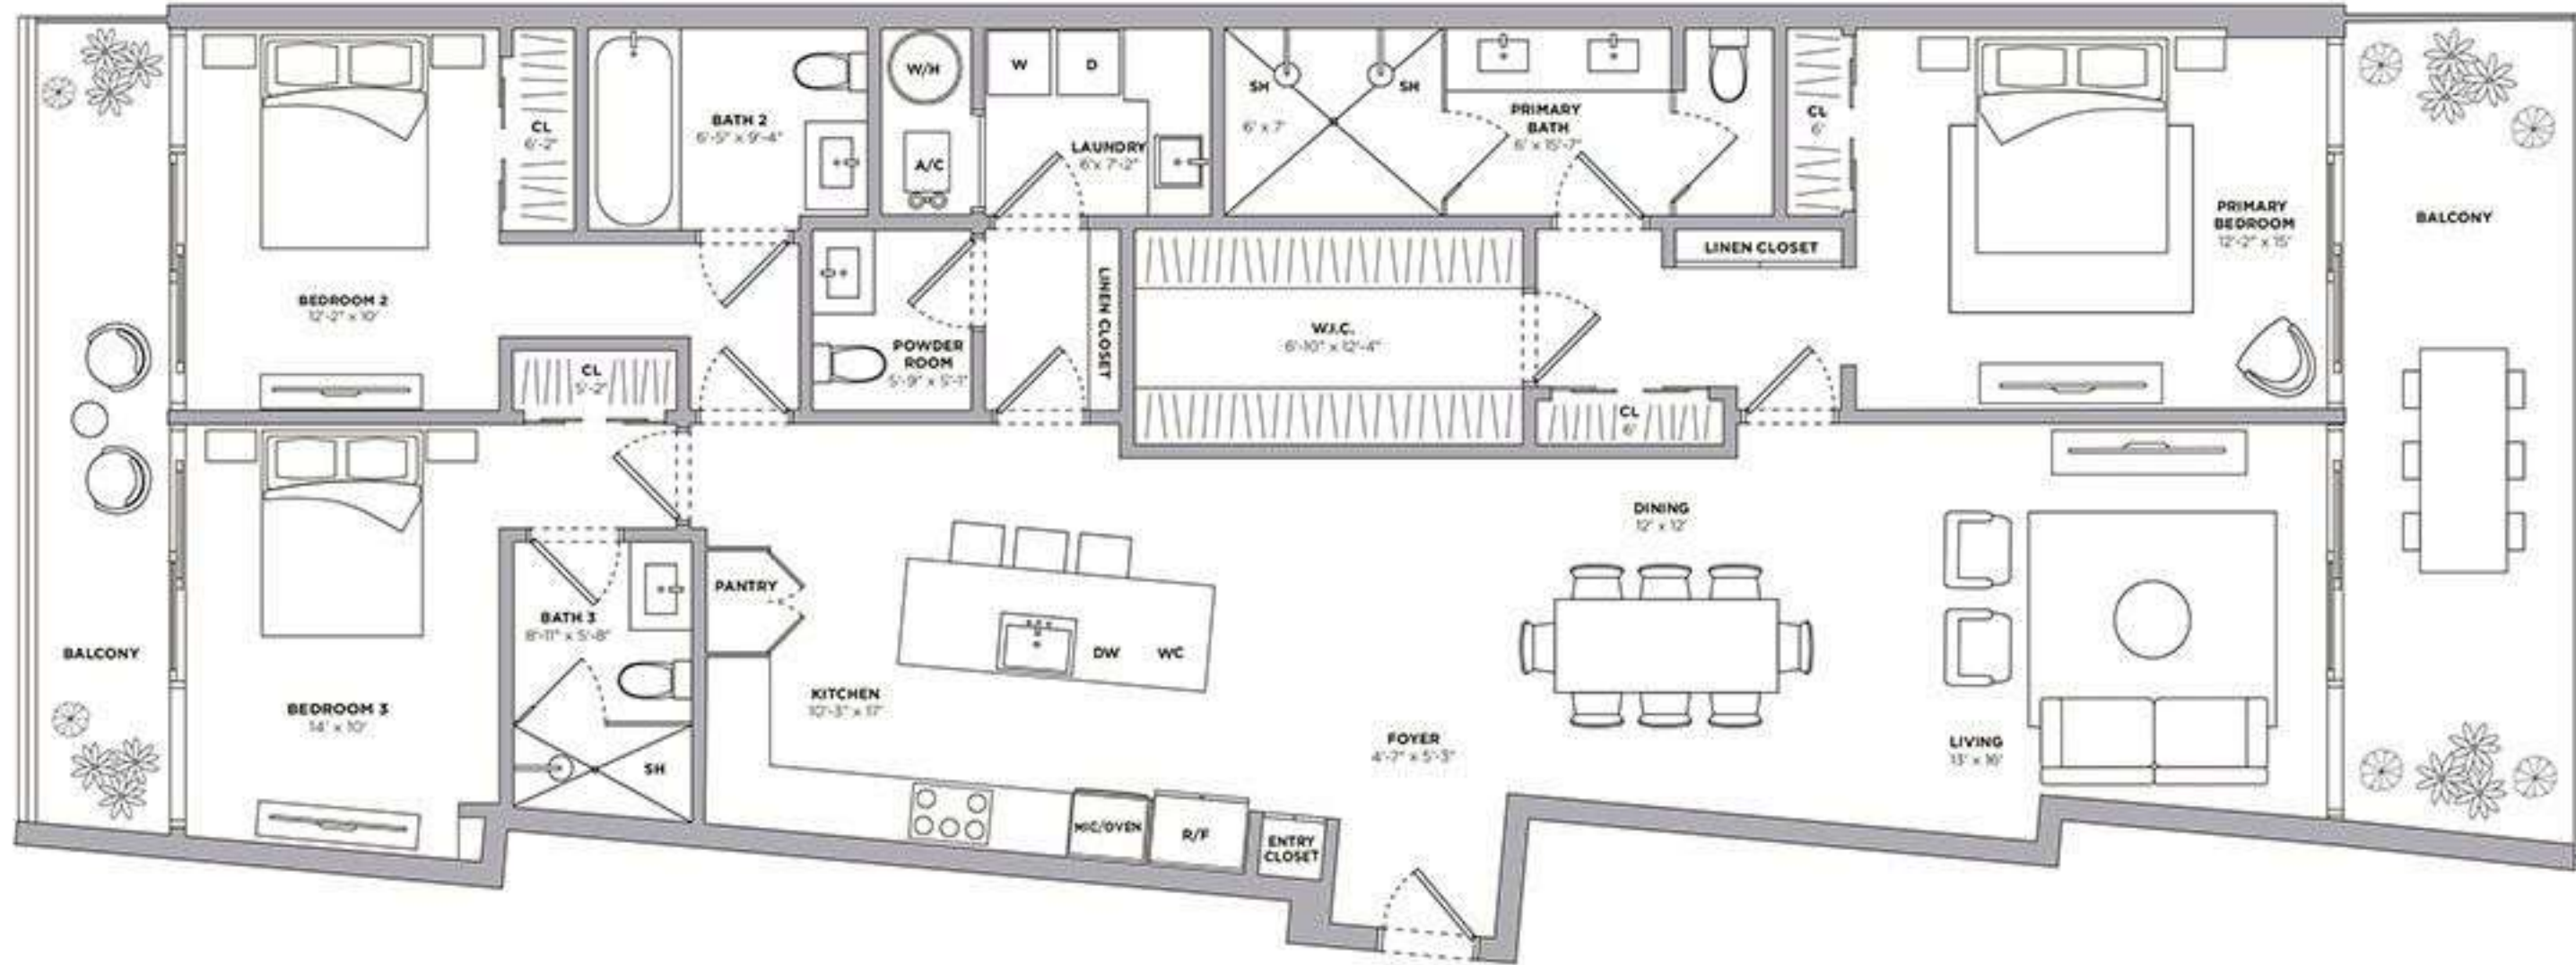 W/H
W
D
SH
SH
CL
6'-2"
BATH 2
6'-5" x 9'-4"
A/C
LAUNDRY
6'x 7'-2"
6' x 7'
PRIMARY
BATH
6' x 15'-7"
CL
6'
PRIMARY
BEDROOM
12'-2" x 15'
BALCONY
LINEN CLOSET
LINEN CLOSET
BEDROOM 2
12'-2" x 10'
POWDER
ROOM
5'-9" x 5'-1"
W.I.C.
6'-10" x 12'-4"
CL
5'-2"
CL
6'
DINING
12' x 12'
PANTRY
BATH 3
8'-11" x 5'-8"
DW
WC
BALCONY
BEDROOM 3
14' x 10'
KITCHEN
10'-3" x 17'
FOYER
4'-7" x 5'-3"
LIVING
13' x 16'
SH
MIC/OVEN
R/F
ENTRY
CLOSET